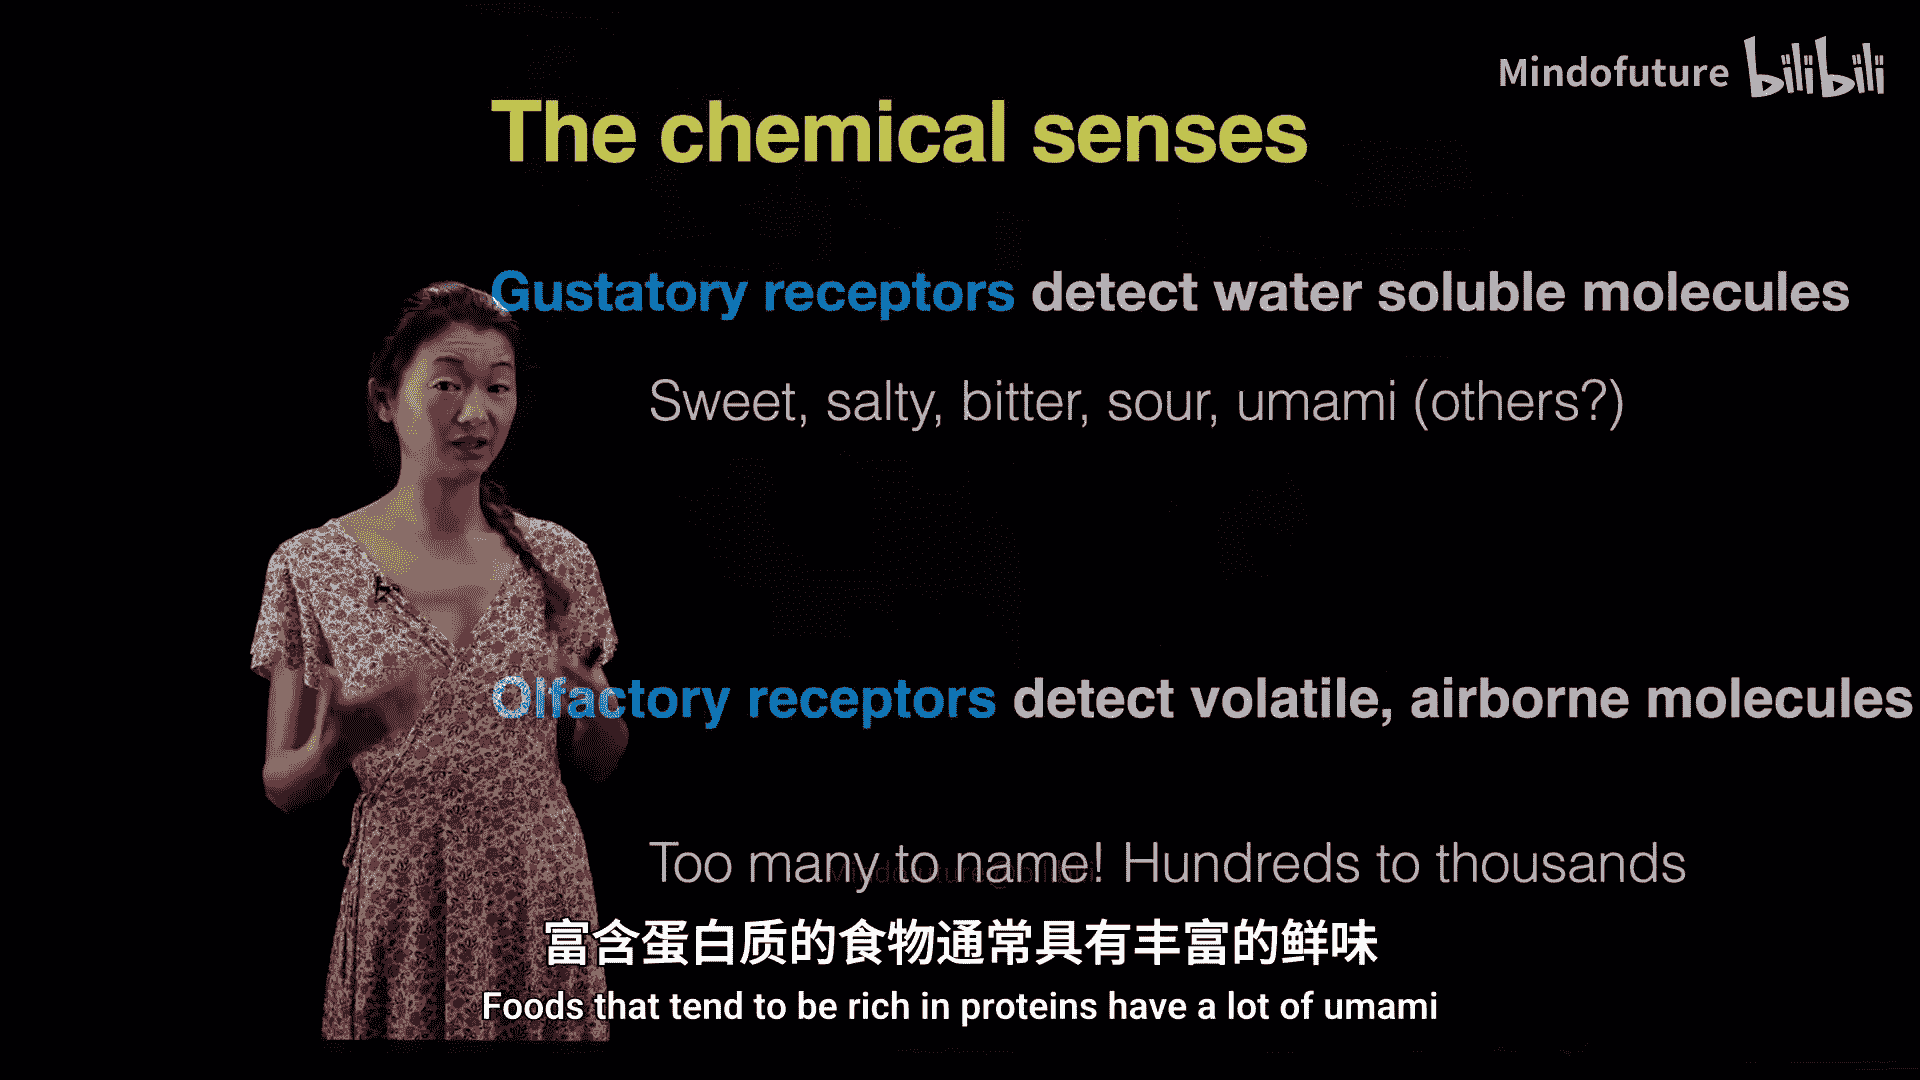 Mindofuture bilibili
The chemical senses
Gustatory receptors detect water soluble molecules
Sweet, salty, bitter, sour, umami (others?)
Olfactory receptors detect volatile, airborne molecules
Too many to name! Hundreds to thousands
富含蛋白质的食物通常具有丰富的鲜味
Foods that tend to be rich in proteins have a lot of umami